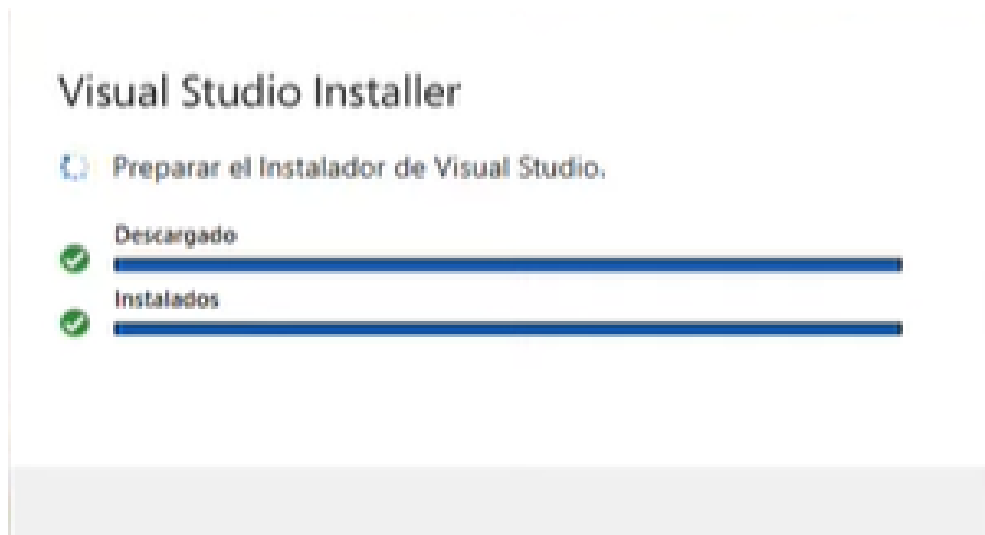 Visual Studio Installer
Preparar el Instalador de Visual Studio.
Descargado
Instalados